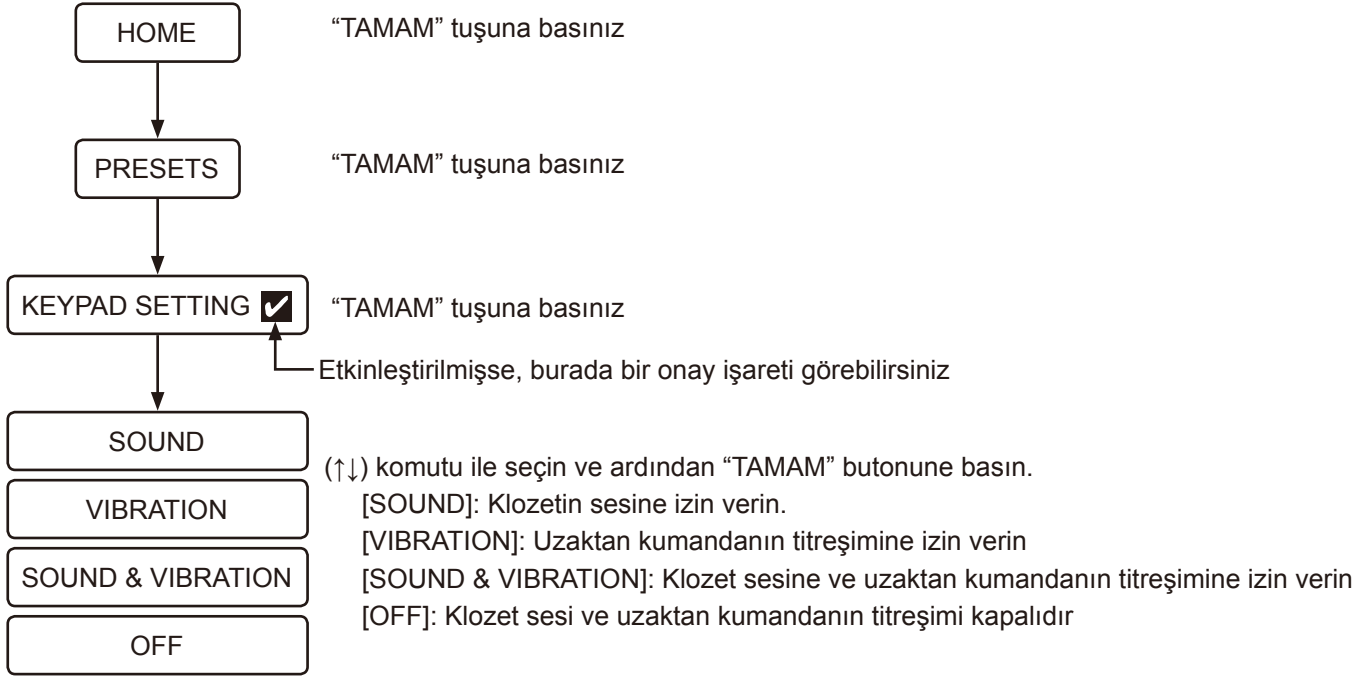 HOME
“TAMAM” tuşuna basınız
PRESETS
“TAMAM” tuşuna basınız
KEYPAD SETTING ✔
“TAMAM” tuşuna basınız
Etkinleştirilmişse, burada bir onay işareti görebilirsiniz
SOUND
VIBRATION
SOUND & VIBRATION
OFF
(↑↓) komutu ile seçin ve ardından “TAMAM” butonune basın.
[SOUND]: Klozetin sesine izin verin.
[VIBRATION]: Uzaktan kumandanın titreşimine izin verin
[SOUND & VIBRATION]: Klozet sesine ve uzaktan kumandanın titreşimine izin verin
[OFF]: Klozet sesi ve uzaktan kumandanın titreşimi kapalıdır